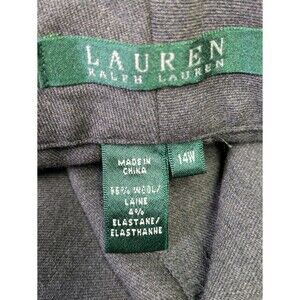 LAUREN
RALPH LAUREN
MADE IN
CHINA
14W
96% WOOL/
LAINE
4%
ELASTANE/
ELASTHANNE